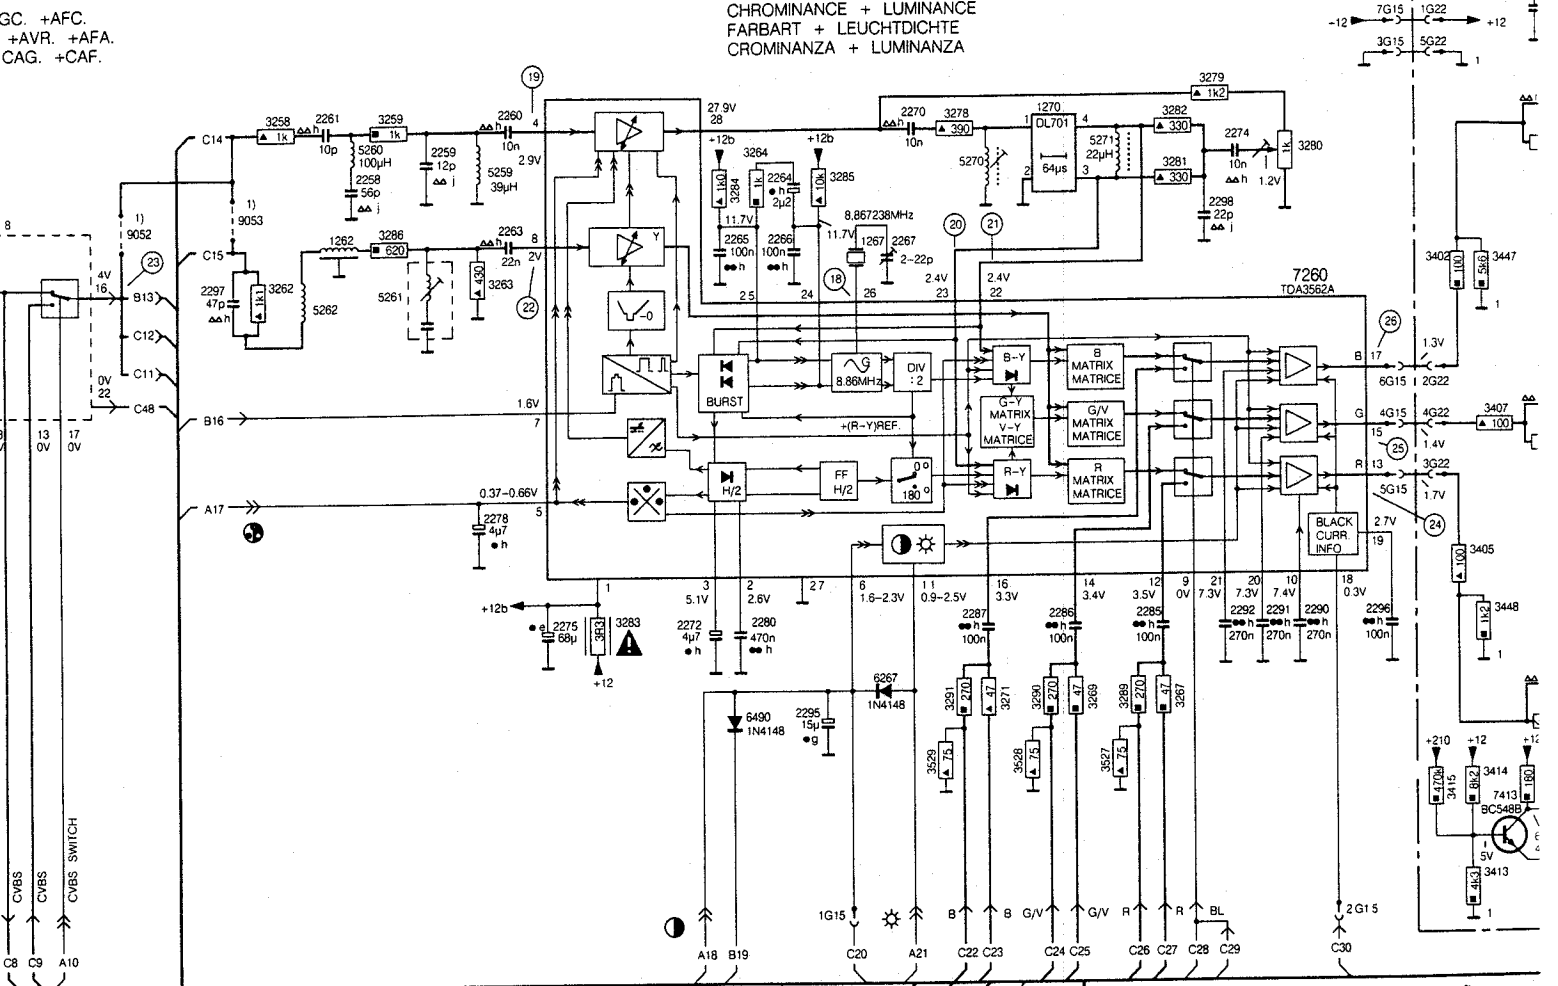 GC. +AFC.
+AVR. +AFA.
CAG. +CAF.
CHROMINANCE + LUMINANCE
FARBART + LEUCHTDICHTE
CROMINANZA + LUMINANZA
7G15 1G22
-12 +12
3G15 5G22
1
19
3279
1k2
C14
3258
1k
2261
10p
3259
1k
5260
100µH
2258
56p
2259
12p
5259
39µH
2260
10n
4
2.9V
27.9V
28
+12b
1k0
3284
3264
1k
2264
2µ2
+12b
10k
3285
2270
10n
3278
390
5270
1270
1
4
DL701
64µs
2
3
5271
22µH
3282
330
3281
330
2274
10n
1.2V
1k
3280
2298
22p
8
1)
9052
1)
9053
23
4V
16
C15
B13
C12
C11
C48
0V
22
2297
47p
1k1
3262
5262
1262
3286
620
5261
430
3263
2263
22n
8
2V
22
Y
11.7V
2265
100n
2266
100n
11.7V
8,867238MHz
1267
2267
2~22p
18
20
21
25
24
26
2.4V
23
2.4V
22
7260
TDA3562A
BURST
G
8.86MHz
DIV
:2
B-Y
G-Y
MATRIX
V-Y
MATRICE
R-Y
B
MATRIX
MATRICE
G/V
MATRIX
MATRICE
R
MATRIX
MATRICE
+(R-Y)REF.
H/2
FF
H/2
0°
180°
B16
1.6V
7
A17
0.37-0.66V
5
2278
4µ7
26
B 17
6G15 2G22
1.3V
G
15
4G15 4G22
25
1.4V
R 13
5G15
3G22
1.7V
24
3402
100
5k6
3447
1
3407
100
100
3405
1k2
3448
1
BLACK
CURR.
INFO
2.7V
19
13
0V
17
0V
1
+12b
2275
68µ
3R3
3283
+12
3
5.1V
2
2.6V
27
6
1.6-2.3V
11
0.9-2.5V
16
3.3V
14
3.4V
12
3.5V
9
0V
21
7.3V
20
7.3V
10
7.4V
18
0.3V
2272
4µ7
2280
470n
2287
100n
2286
100n
2285
100n
2292
270n
2291
270n
2290
270n
2296
100n
6267
1N4148
6490
1N4148
2295
15µ
3291
270
47
3271
3290
270
47
3269
3289
270
47
3267
3529
75
3528
75
3527
75
+210 +12
470k
3415
8k2
3414
180
7413
BC548B
5V
4k3
3413
1
CVBS
CVBS
CVBS SWITCH
C8 C9 A10
1G15
B B G/V G/V R R BL
2G15
A18 B19 C20 A21 C22 C23 C24 C25 C26 C27 C28 C29 C30